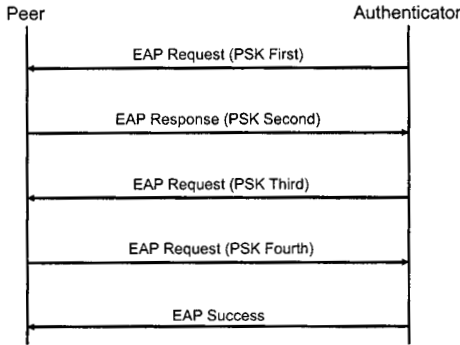 Peer Authenticator
EAP Request (PSK First)
EAP Response (PSK Second)
EAP Request (PSK Third)
EAP Request (PSK Fourth)
EAP Success